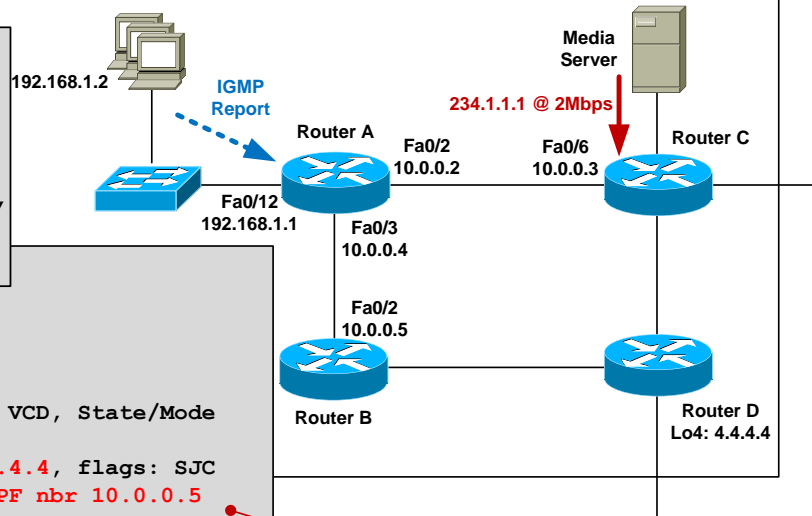 Media
Server
192.168.1.2
IGMP
Report
234.1.1.1 @ 2Mbps
Router A
Router C
Fa0/2
10.0.0.2
Fa0/6
10.0.0.3
Fa0/12
192.168.1.1
Fa0/3
10.0.0.4
Fa0/2
10.0.0.5
Router B
Router D
Lo4: 4.4.4.4
VCD, State/Mode
.4.4, flags: SJC
PF nbr 10.0.0.5